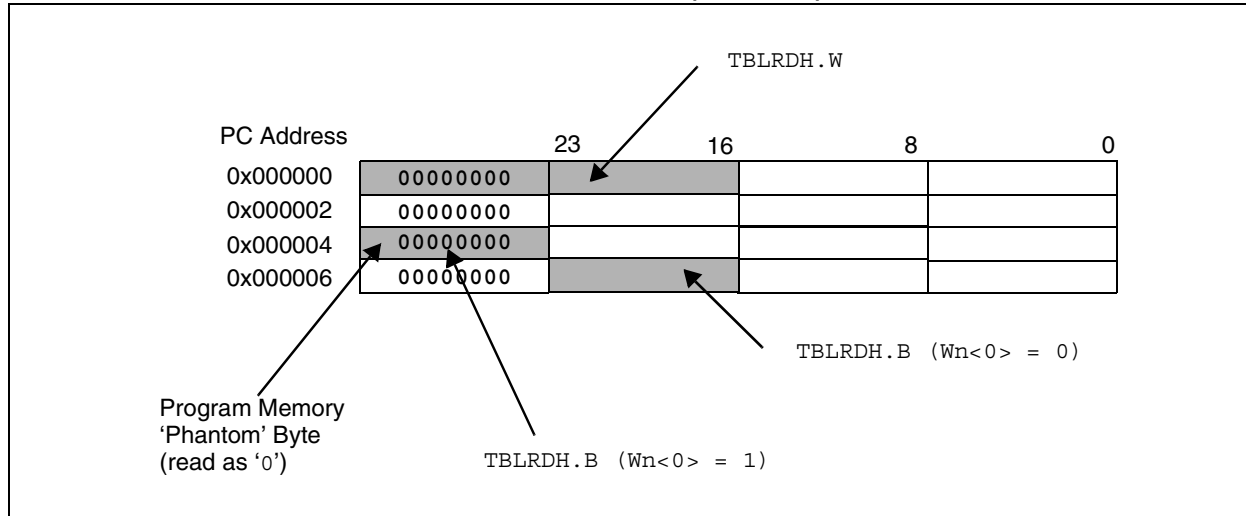 TBLRDH.W
PC Address
23 16 8 0
0x000000 00000000
0x000002 00000000
0x000004 00000000
0x000006 00000000
TBLRDH.B (Wn<0> = 0)
Program Memory
‘Phantom’ Byte
(read as ‘0’)
TBLRDH.B (Wn<0> = 1)